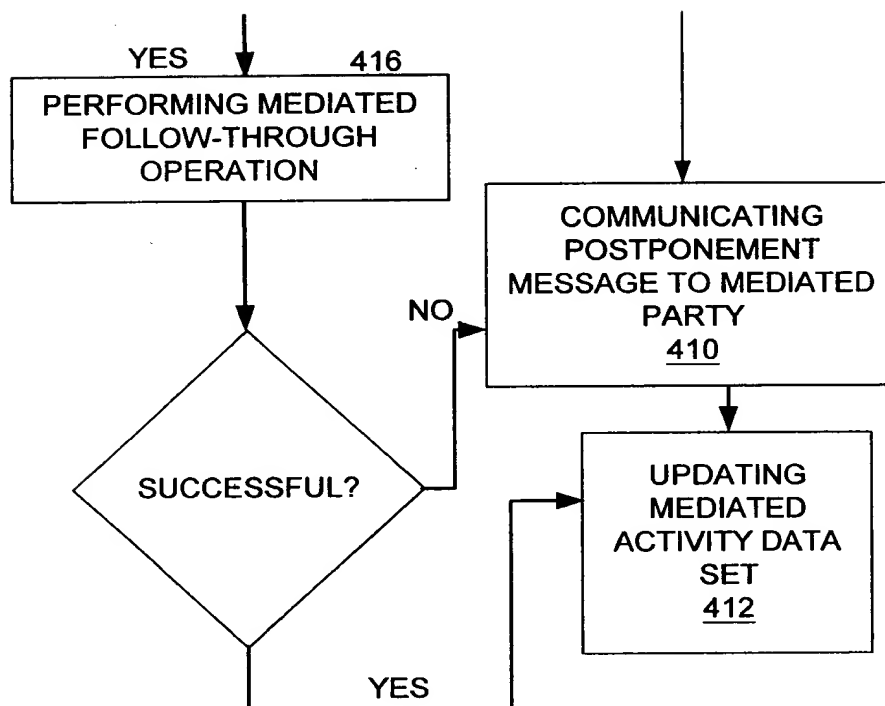 YES
416
PERFORMING MEDIATED
FOLLOW-THROUGH
OPERATION
COMMUNICATING
POSTPONEMENT
MESSAGE TO MEDIATED
PARTY
410
NO
SUCCESSFUL?
UPDATING
MEDIATED
ACTIVITY DATA
SET
412
YES